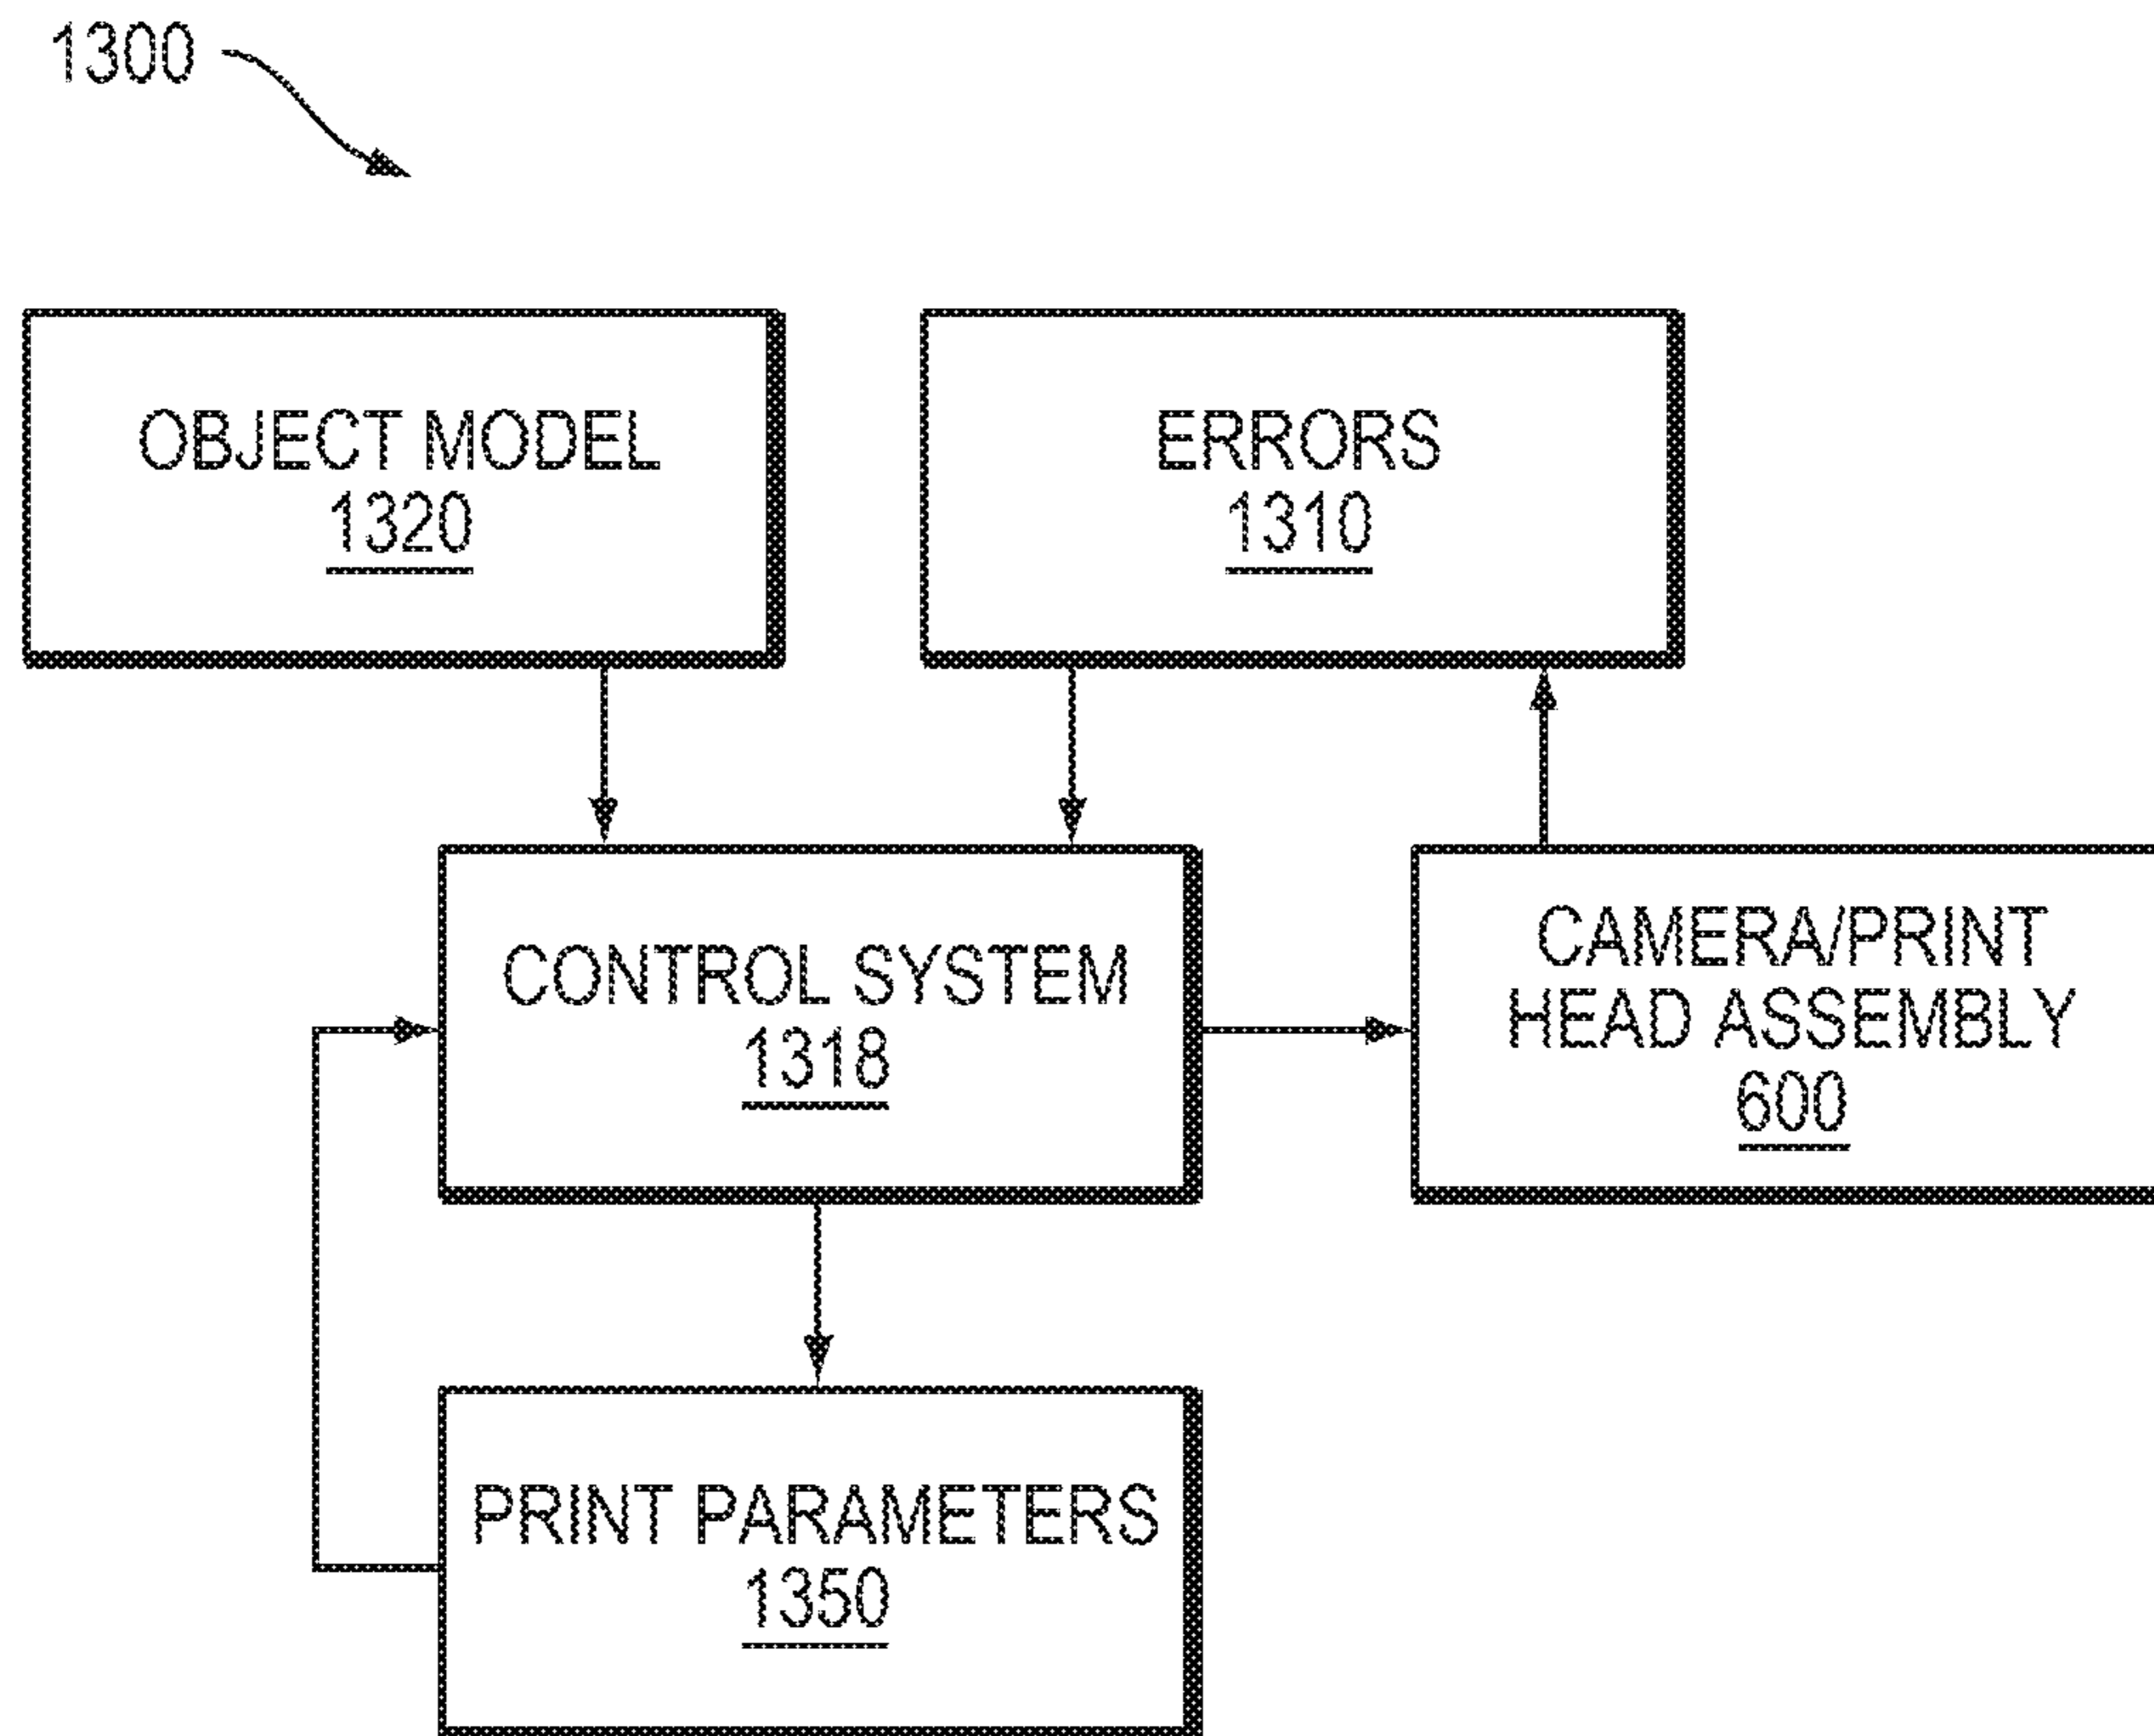 1300
OBJECT MODEL
1320
ERRORS
1310
CONTROL SYSTEM
1318
CAMERA/PRINT
HEAD ASSEMBLY
600
PRINT PARAMETERS
1350